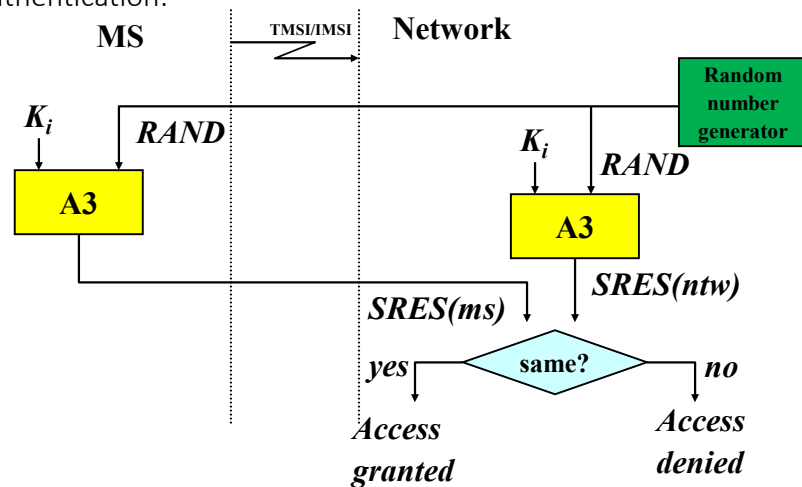 MS
TMSI/IMSI
Network
Random
number
generator
Ki
RAND
Ki
RAND
A3
A3
SRES(ms)
SRES(ntw)
yes
same?
no
Access
granted
Access
denied